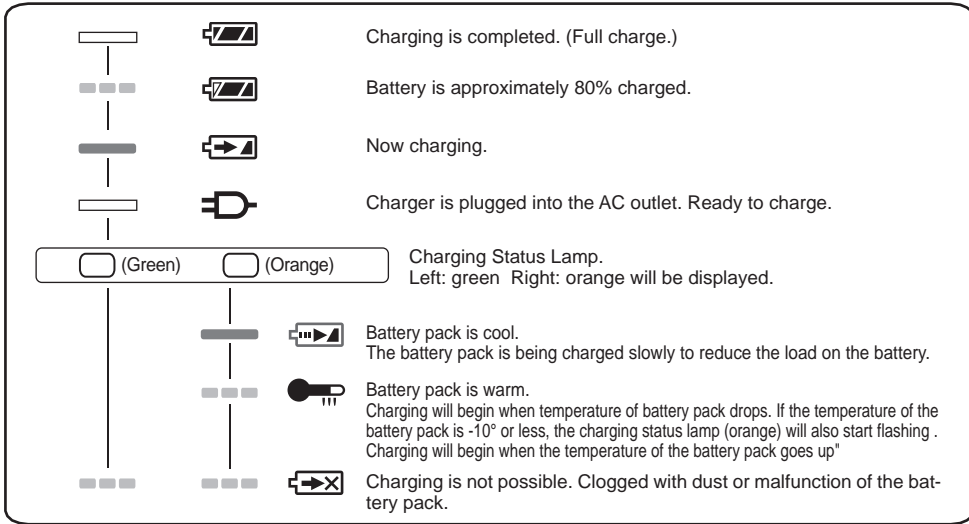 Charging is completed. (Full charge.)
Battery is approximately 80% charged.
Now charging.
Charger is plugged into the AC outlet. Ready to charge.
(Green) (Orange)
Charging Status Lamp.
Left: green Right: orange will be displayed.
Battery pack is cool.
The battery pack is being charged slowly to reduce the load on the battery.
Battery pack is warm.
Charging will begin when temperature of battery pack drops. If the temperature of the
battery pack is -10° or less, the charging status lamp (orange) will also start flashing .
Charging will begin when the temperature of the battery pack goes up"
Charging is not possible. Clogged with dust or malfunction of the bat-
tery pack.